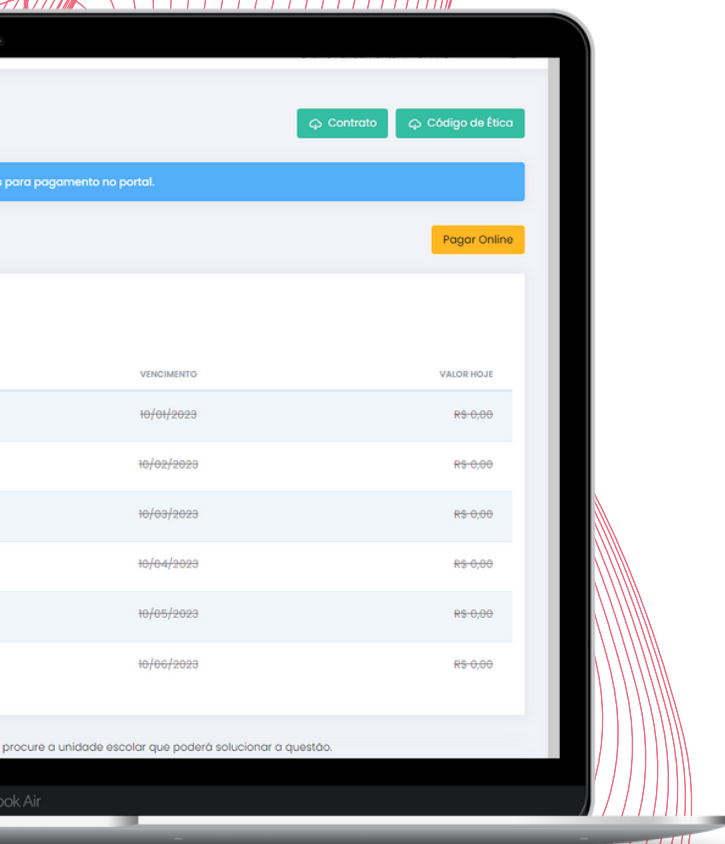 Contrato
Código de Ética
para pagamento no portal.
Pagar Online
VENCIMENTO VALOR HOJE
10/01/2023 R$ 0,00
10/02/2023 R$ 0,00
10/03/2023 R$ 0,00
10/04/2023 R$ 0,00
10/05/2023 R$ 0,00
10/06/2023 R$ 0,00
procure a unidade escolar que poderá solucionar a questão.
ok Air